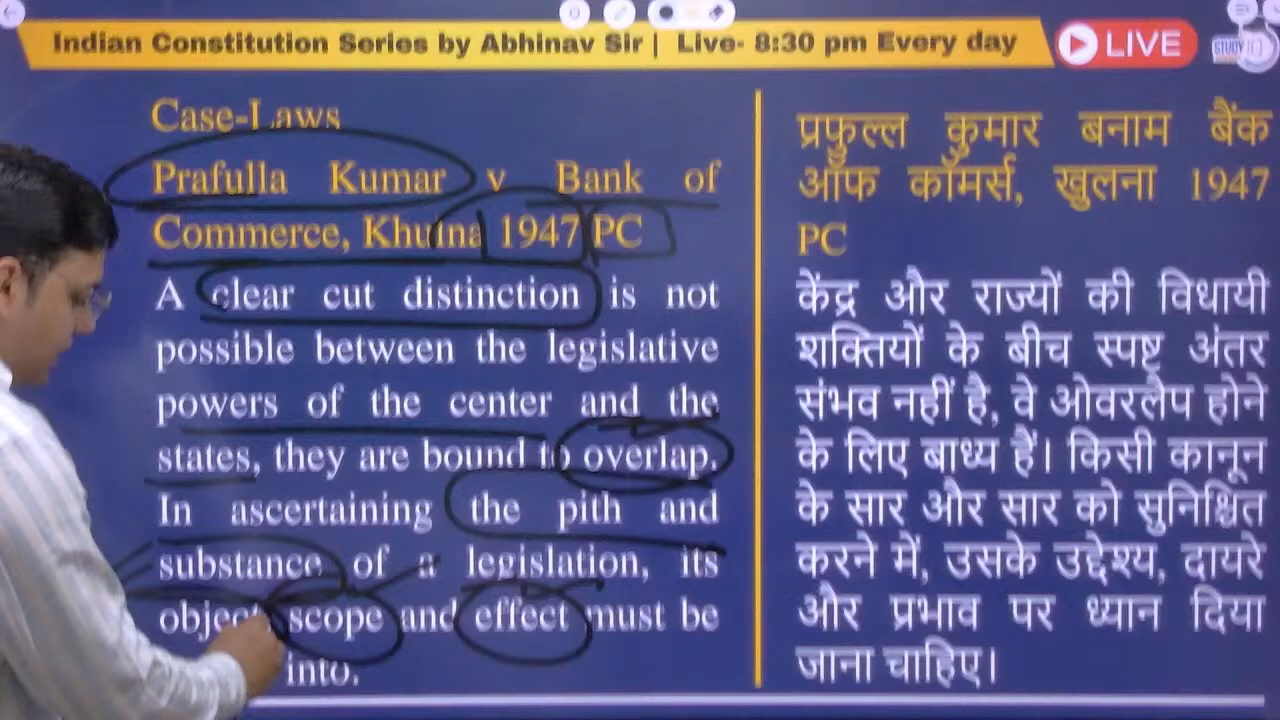 Indian Constitution Series by Abhinav Sir | Live- 8:30 pm Every day
LIVE
STUDY IQ
Case-Laws
Prafulla Kumar v Bank of
Commerce, Khulna 1947 PC
A clear cut distinction is not
possible between the legislative
powers of the center and the
states, they are bound to overlap.
In ascertaining the pith and
substance of a legislation, its
object, scope and effect must be
into.
प्रफुल्ल कुमार बनाम बैंक
ऑफ कॉमर्स, खुलना 1947
PC
केंद्र और राज्यों की विधायी
शक्तियों के बीच स्पष्ट अंतर
संभव नहीं है, वे ओवरलैप होने
के लिए बाध्य हैं। किसी कानून
के सार और सार को सुनिश्चित
करने में, उसके उद्देश्य, दायरे
और प्रभाव पर ध्यान दिया
जाना चाहिए।